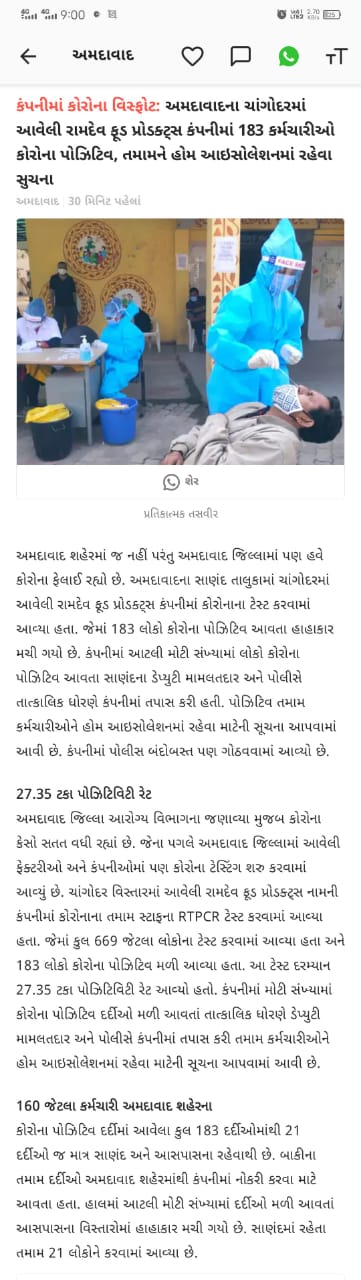 4G 4G 9:00 VoLTE LTE2 2.70 KB/s 25
અમદાવાદ TT
કંપનીમાં કોરોના વિસ્ફોટ: અમદાવાદના ચાંગોદરમાં
આવેલી રામદેવ ફૂડ પ્રોડક્ટ્સ કંપનીમાં 183 કર્મચારીઓ
કોરોના પોઝિટિવ, તમામને હોમ આઇસોલેશનમાં રહેવા
સુચના
અમદાવાદ | 30 મિનિટ પહેલાં
FACE
શેર
પ્રતિકાત્મક તસવીર
અમદાવાદ શહેરમાં જ નહીં પરંતુ અમદાવાદ જિલ્લામાં પણ હવે
કોરોના ફેલાઈ રહ્યો છે. અમદાવાદના સાણંદ તાલુકામાં ચાંગોદરમાં
આવેલી રામદેવ ફૂડ પ્રોડક્ટ્સ કંપનીમાં કોરોનાના ટેસ્ટ કરવામાં
આવ્યા હતા. જેમાં 183 લોકો કોરોના પોઝિટિવ આવતા હાહાકાર
મચી ગયો છે. કંપનીમાં આટલી મોટી સંખ્યામાં લોકો કોરોના
પોઝિટિવ આવતા સાણંદના ડેપ્યુટી મામલતદાર અને પોલીસે
તાત્કાલિક ધોરણે કંપનીમાં તપાસ કરી હતી. પોઝિટિવ તમામ
કર્મચારીઓને હોમ આઇસોલેશનમાં રહેવા માટેની સૂચના આપવામાં
આવી છે. કંપનીમાં પોલીસ બંદોબસ્ત પણ ગોઠવવામાં આવ્યો છે.
27.35 ટકા પોઝિટિવિટી રેટ
અમદાવાદ જિલ્લા આરોગ્ય વિભાગના જણાવ્યા મુજબ કોરોના
કેસો સતત વધી રહ્યાં છે. જેના પગલે અમદાવાદ જિલ્લામાં આવેલી
ફેક્ટરીઓ અને કંપનીઓમાં પણ કોરોના ટેસ્ટિંગ શરુ કરવામાં
આવ્યું છે. ચાંગોદર વિસ્તારમાં આવેલી રામદેવ ફૂડ પ્રોડક્ટ્સ નામની
કંપનીમાં કોરોનાના તમામ સ્ટાફના RTPCR ટેસ્ટ કરવામાં આવ્યા
હતા. જેમાં કુલ 669 જેટલા લોકોના ટેસ્ટ કરવામાં આવ્યા હતા અને
183 લોકો કોરોના પોઝિટિવ મળી આવ્યા હતા. આ ટેસ્ટ દરમ્યાન
27.35 ટકા પોઝિટિવિટી રેટ આવ્યો હતો. કંપનીમાં મોટી સંખ્યામાં
કોરોના પોઝિટિવ દર્દીઓ મળી આવતાં તાત્કાલિક ધોરણે ડેપ્યુટી
મામલતદાર અને પોલીસે કંપનીમાં તપાસ કરી તમામ કર્મચારીઓને
હોમ આઇસોલેશનમાં રહેવા માટેની સૂચના આપવામાં આવી છે.
160 જેટલા કર્મચારી અમદાવાદ શહેરના
કોરોના પોઝિટિવ દર્દીમાં આવેલા કુલ 183 દર્દીઓમાંથી 21
દર્દીઓ જ માત્ર સાણંદ અને આસપાસના રહેવાથી છે. બાકીના
તમામ દર્દીઓ અમદાવાદ શહેરમાંથી કંપનીમાં નોકરી કરવા માટે
આવતા હતા. હાલમાં આટલી મોટી સંખ્યામાં દર્દીઓ મળી આવતાં
આસપાસના વિસ્તારોમાં હાહાકાર મચી ગયો છે. સાણંદમાં રહેતા
તમામ 21 લોકોને કરવામાં આવ્યા છે.